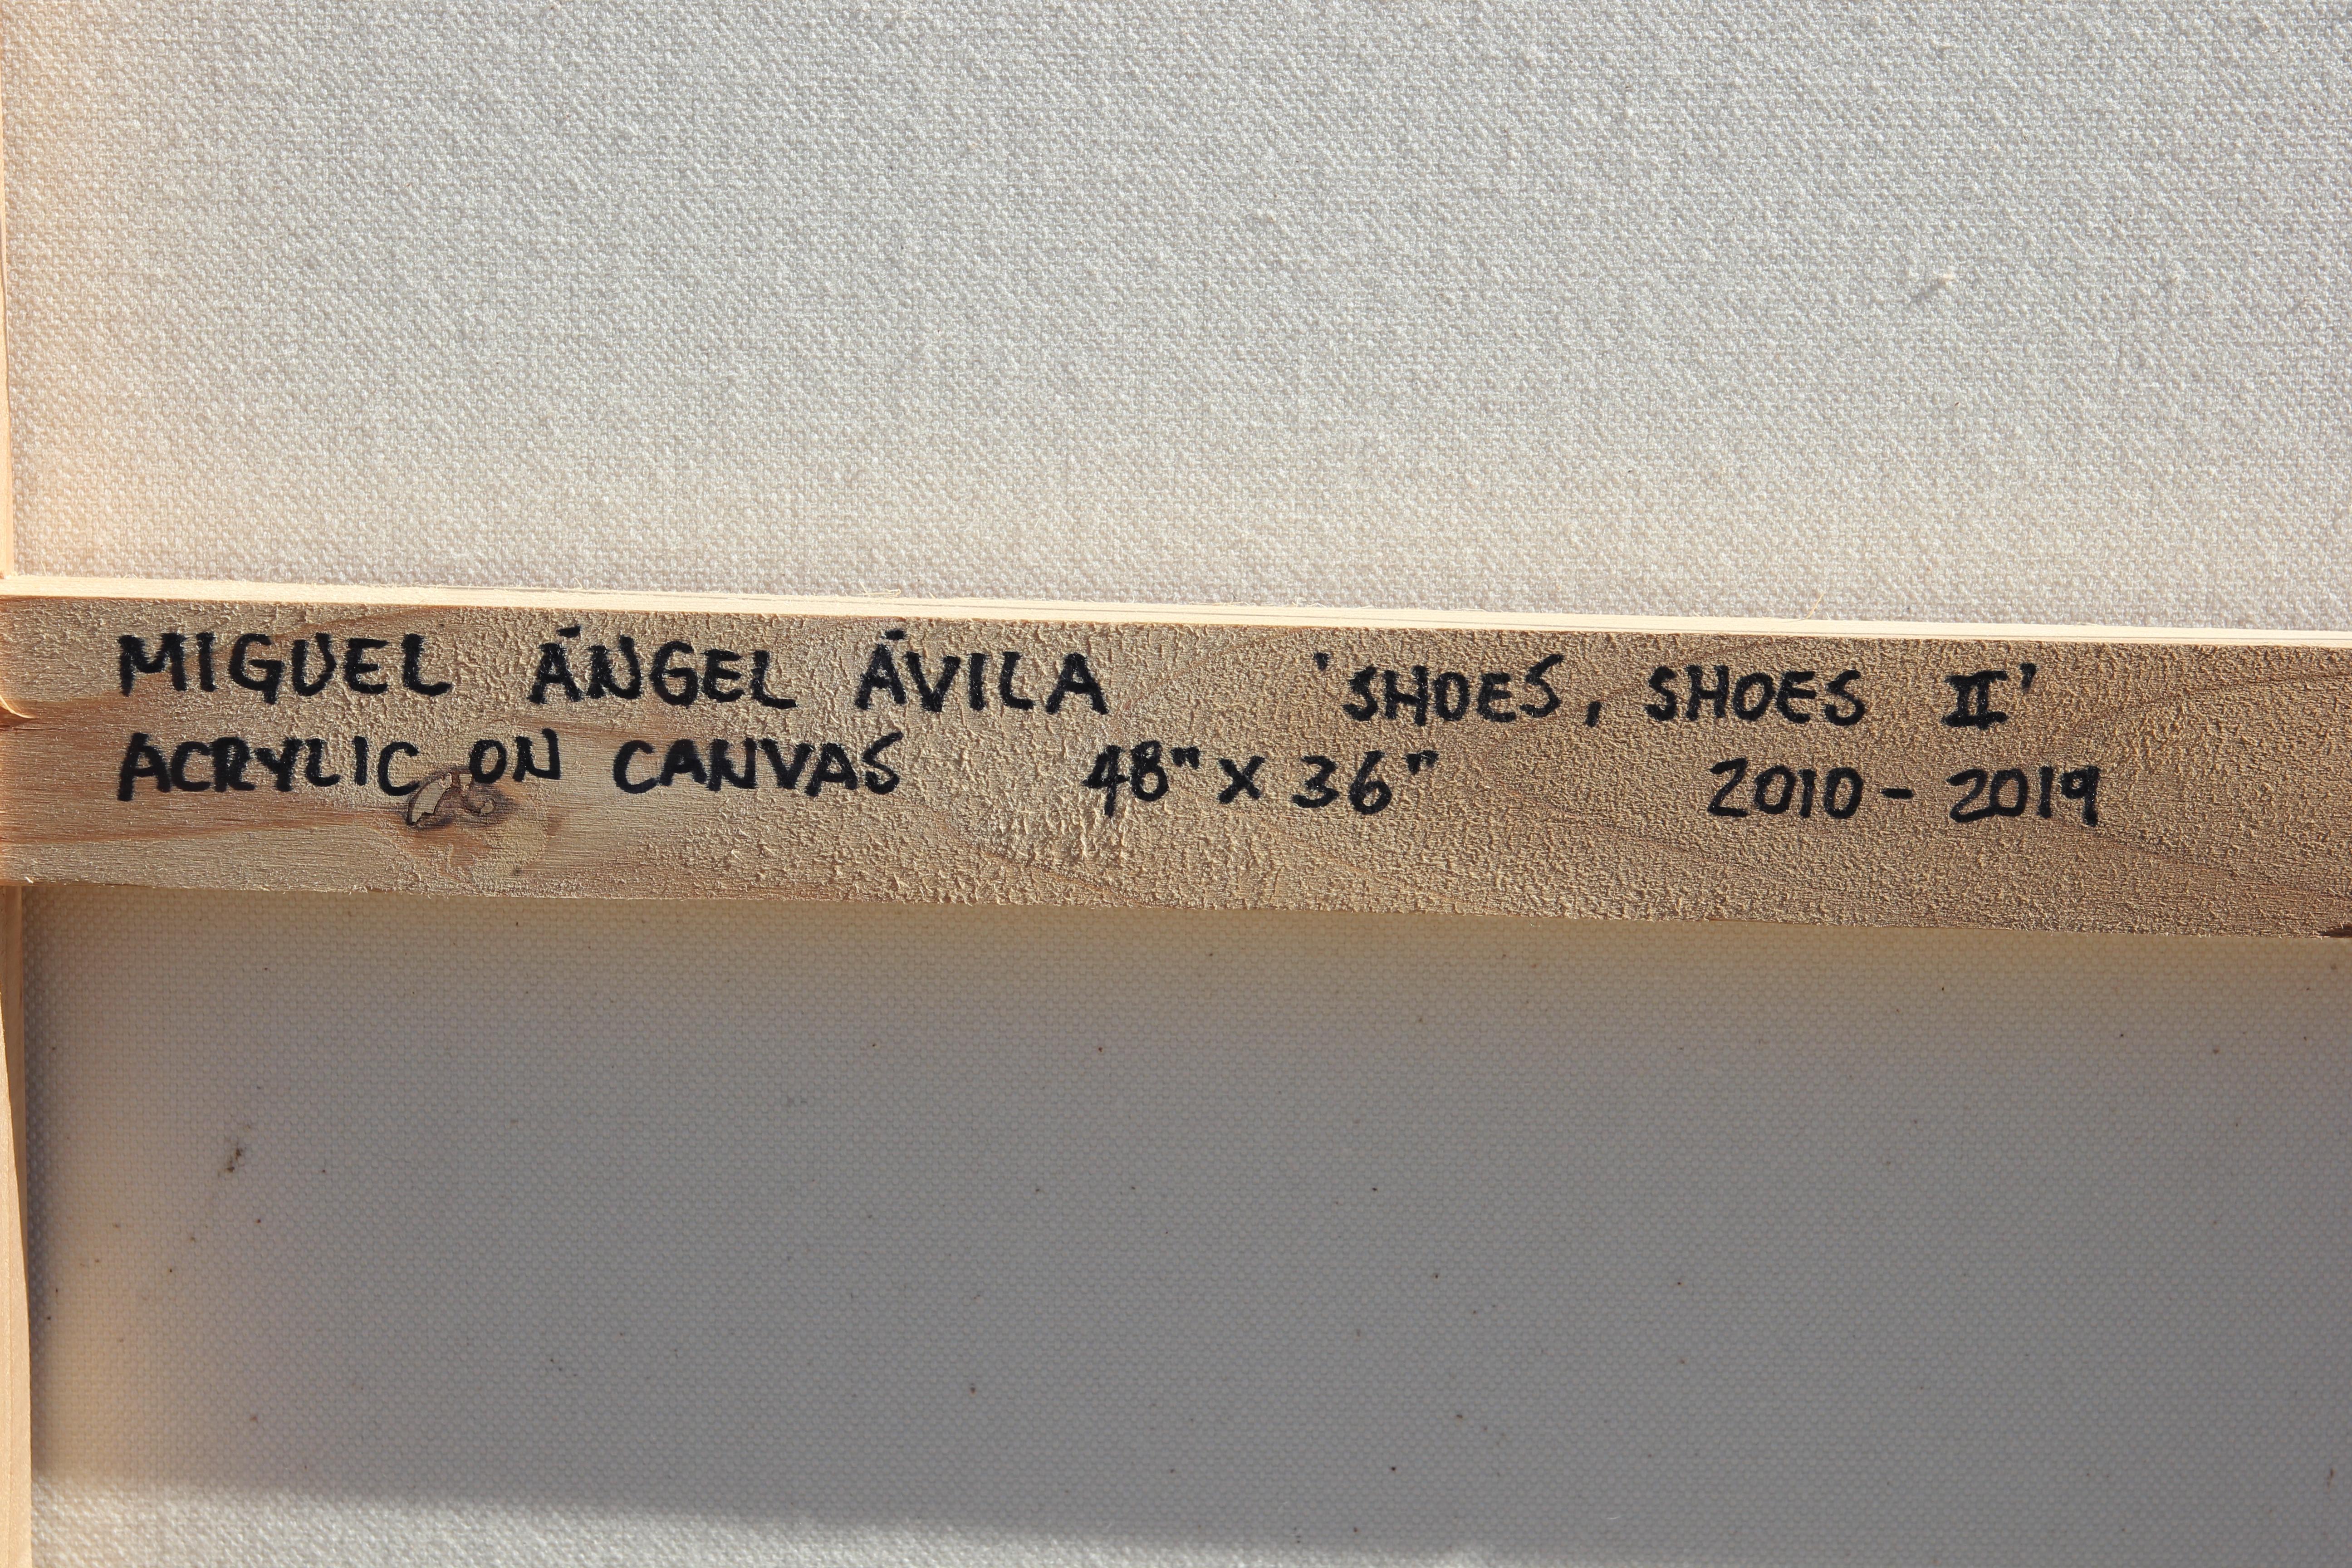 MIGUEL ÁNGEL ÁVILA 'SHOES, SHOES II'
ACRYLIC ON CANVAS 48" X 36" 2010 - 2019